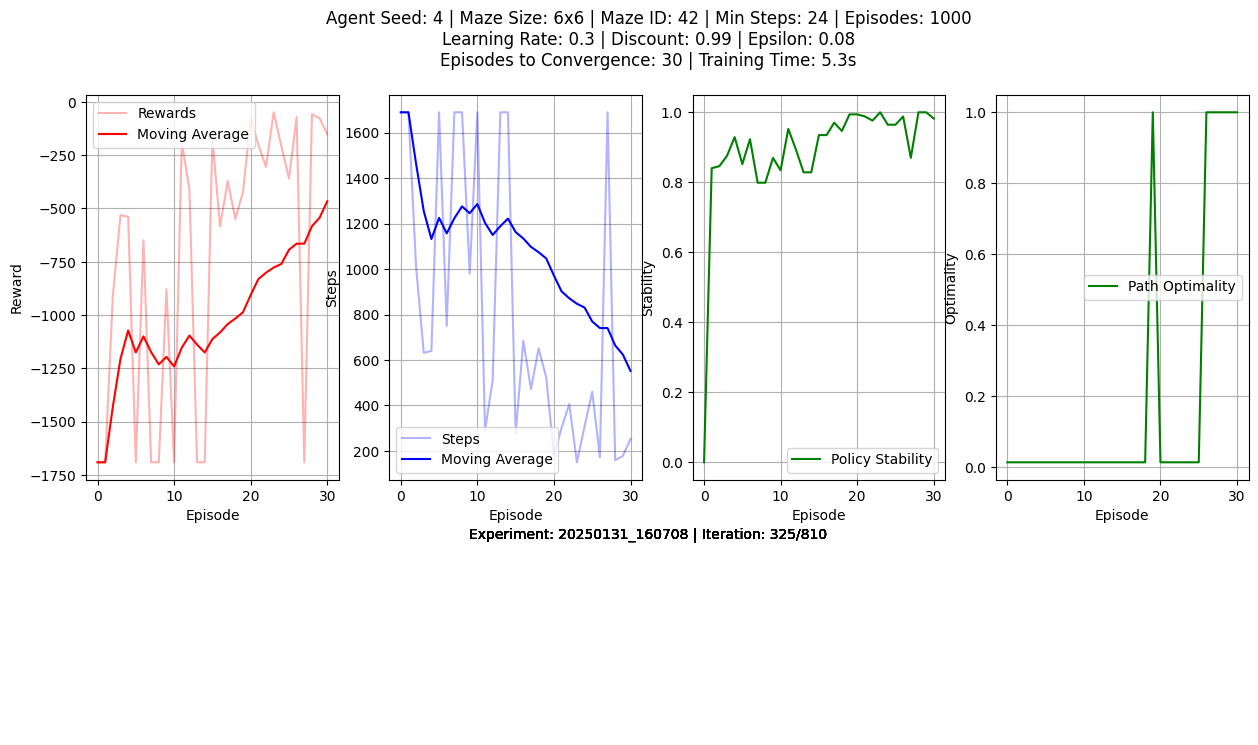 Agent Seed: 4 | Maze Size: 6x6 | Maze ID: 42 | Min Steps: 24 | Episodes: 1000
Learning Rate: 0.3 | Discount: 0.99 | Epsilon: 0.08
Episodes to Convergence: 30 | Training Time: 5.3s
Reward
0
−250
−500
−750
−1000
−1250
−1500
−1750
Rewards
Moving Average
0
10
20
30
Episode
Steps
1600
1400
1200
1000
800
600
400
200
Steps
Moving Average
0
10
20
30
Episode
Stability
1.0
0.8
0.6
0.4
0.2
0.0
Policy Stability
0
10
20
30
Episode
Optimality
1.0
0.8
0.6
0.4
0.2
0.0
Path Optimality
0
10
20
30
Episode
Experiment: 20250131_160708 | Iteration: 325/810